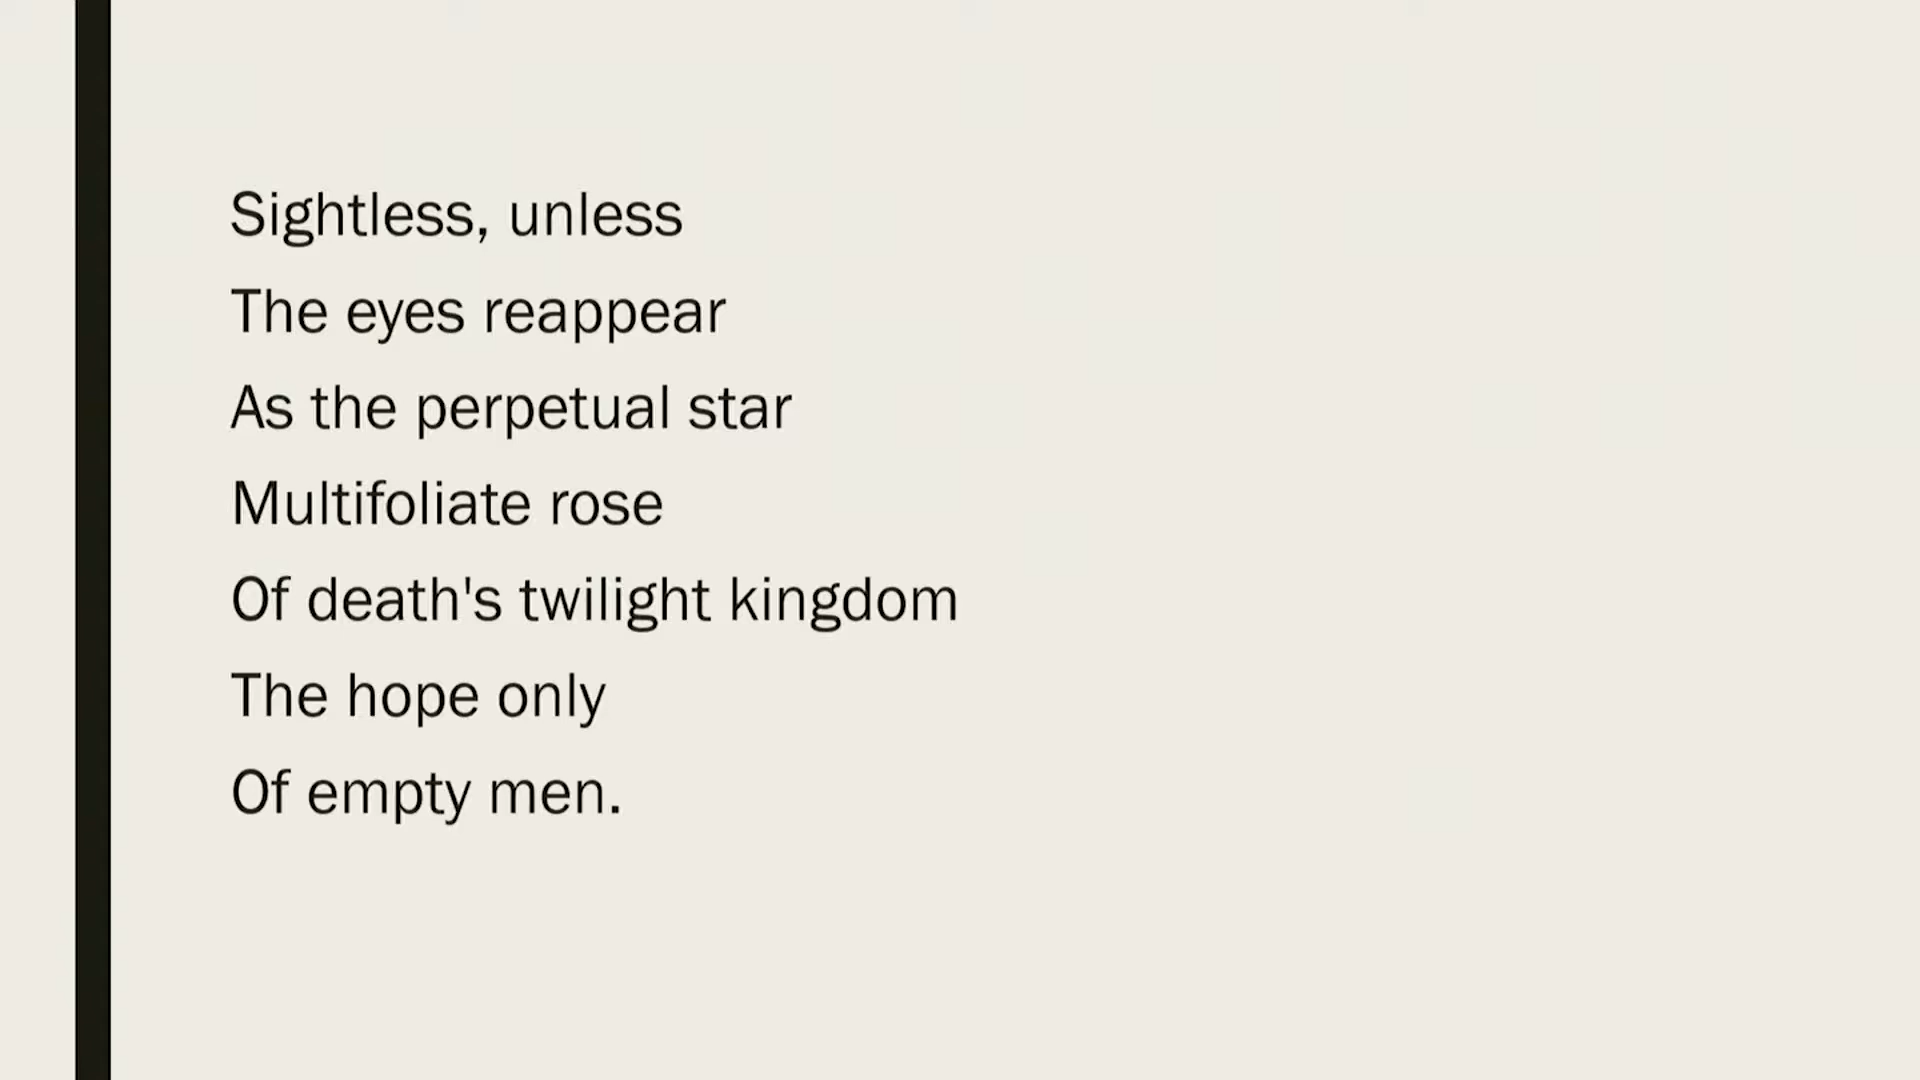 Sightless, unless
The eyes reappear
As the perpetual star
Multifoliate rose
Of death's twilight kingdom
The hope only
Of empty men.